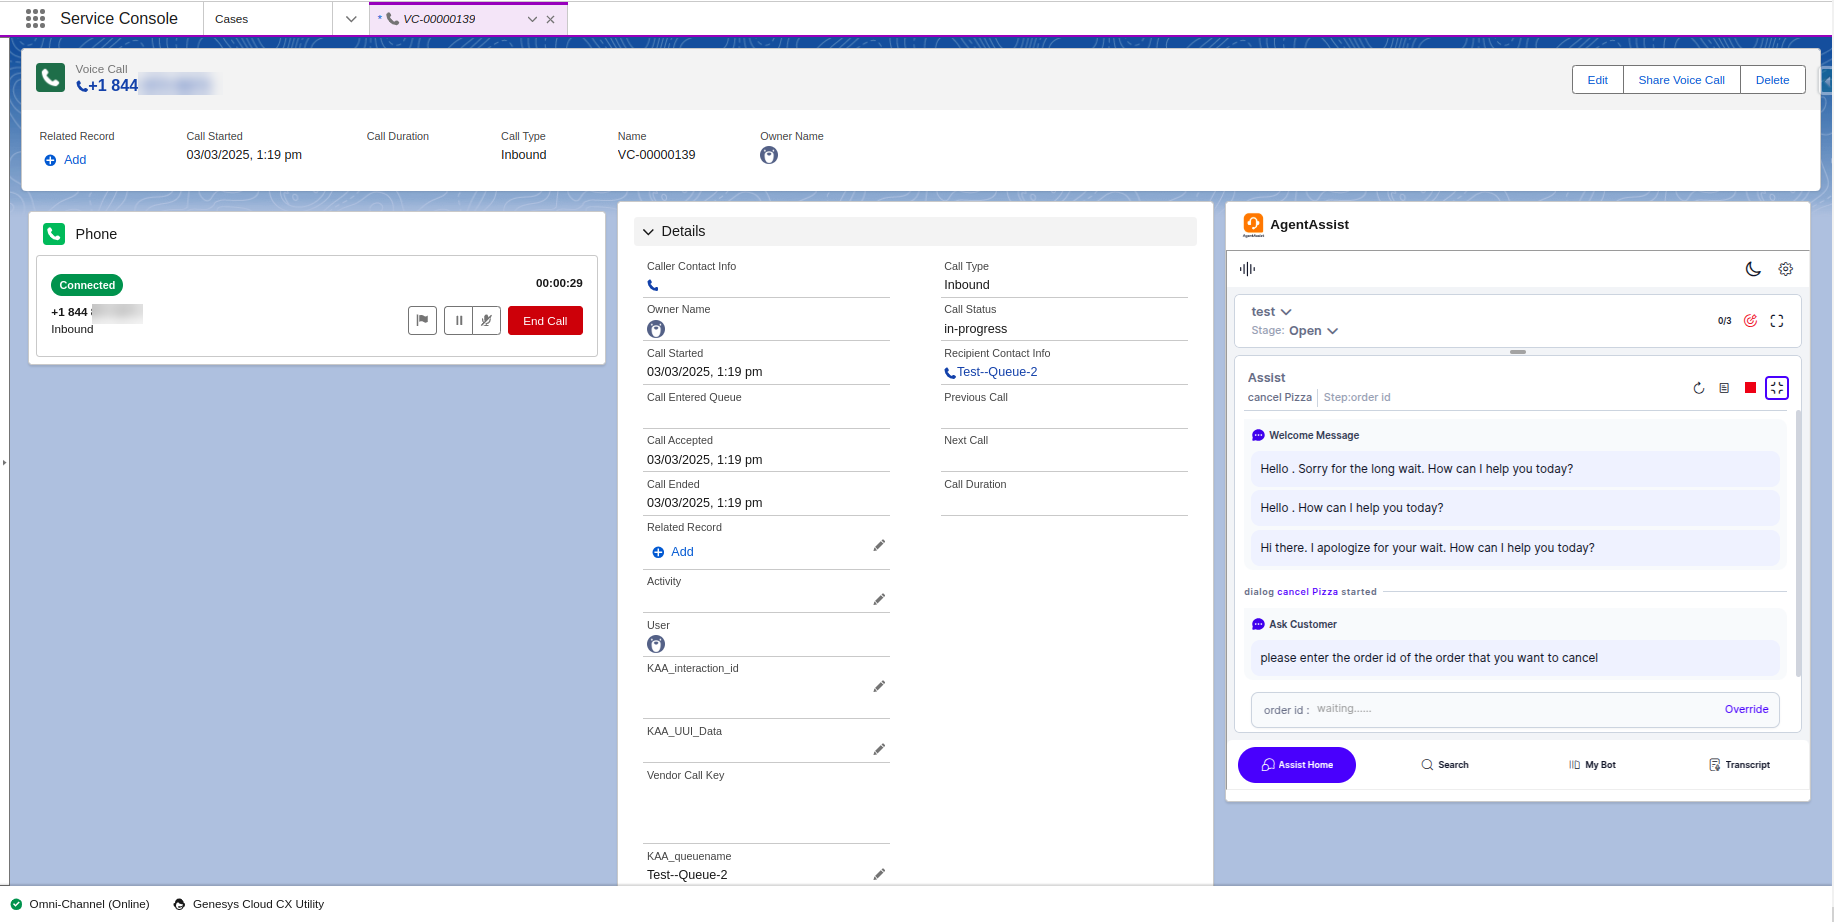 Service Console
Cases
* VC-00000139
Voice Call
+1 844
Edit
Share Voice Call
Delete
Related Record
Add
Call Started
03/03/2025, 1:19 pm
Call Duration
Call Type
Inbound
Name
VC-00000139
Owner Name
Phone
Connected
00:00:29
+1 844
Inbound
End Call
Details
Caller Contact Info
Call Type
Inbound
Owner Name
Call Status
in-progress
Call Started
03/03/2025, 1:19 pm
Recipient Contact Info
Test--Queue-2
Call Entered Queue
Previous Call
Call Accepted
03/03/2025, 1:19 pm
Next Call
Call Ended
03/03/2025, 1:19 pm
Call Duration
Related Record
Add
Activity
User
KAA_interaction_id
KAA_UUI_Data
Vendor Call Key
KAA_queuename
Test--Queue-2
AgentAssist
test
Stage: Open
0/3
Assist
cancel Pizza
Step:order id
Welcome Message
Hello . Sorry for the long wait. How can I help you today?
Hello . How can I help you today?
Hi there. I apologize for your wait. How can I help you today?
dialog cancel Pizza started
Ask Customer
please enter the order id of the order that you want to cancel
order id : waiting......
Override
Assist Home
Search
My Bot
Transcript
Omni-Channel (Online)
Genesys Cloud CX Utility